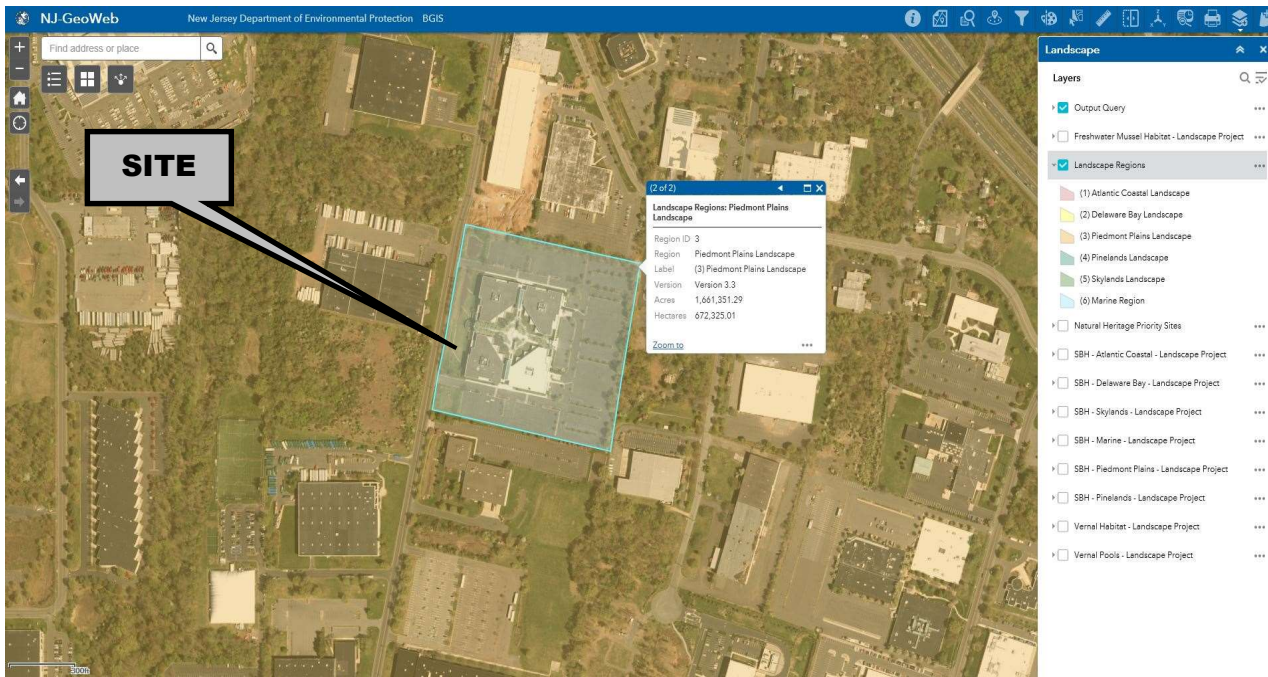 NJ-GeoWeb
New Jersey Department of Environmental Protection BGIS
Find address or place
SITE
(2 of 2)
Landscape Regions: Piedmont Plains
Landscape
Region ID 3
Region Piedmont Plains Landscape
Label (3) Piedmont Plains Landscape
Version Version 3.3
Acres 1,661,351.29
Hectares 672,325.01
Zoom to
300ft
Landscape
Layers
Output Query
Freshwater Mussel Habitat - Landscape Project
Landscape Regions
(1) Atlantic Coastal Landscape
(2) Delaware Bay Landscape
(3) Piedmont Plains Landscape
(4) Pinelands Landscape
(5) Skylands Landscape
(6) Marine Region
Natural Heritage Priority Sites
SBH - Atlantic Coastal - Landscape Project
SBH - Delaware Bay - Landscape Project
SBH - Skylands - Landscape Project
SBH - Marine - Landscape Project
SBH - Piedmont Plains - Landscape Project
SBH - Pinelands - Landscape Project
Vernal Habitat - Landscape Project
Vernal Pools - Landscape Project